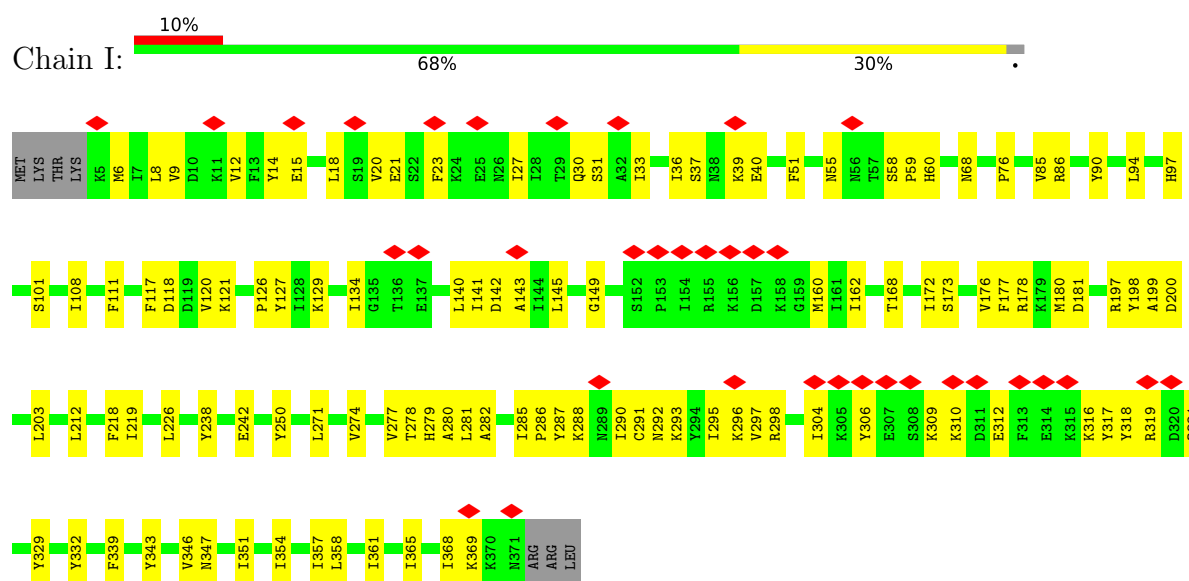 10%
Chain I:
68% 30% •
MET LYS THR LYS K5 M6 I7 L8 V9 D10 K11 V12 F13 Y14 E15 L18 S19 V20 E21 S22 F23 K24 E25 N26 I27 I28 T29 Q30 S31 A32 I33 I36 S37 N38 K39 E40 F51 N55 N56 T57 S58 P59 H60 N68 P76 V85 R86 Y90 L94 H97
S101 I108 F111 F117 D118 D119 V120 K121 P126 Y127 I128 K129 I134 G135 T136 E137 L140 I141 D142 A143 I144 L145 G149 S152 P153 I154 R155 K156 D157 K158 G159 M160 I161 I162 T168 I172 S173 V176 F177 R178 K179 M180 D181 R197 Y198 A199 D200
L203 L212 F218 I219 L226 Y238 E242 Y250 L271 V274 V277 T278 H279 A280 L281 A282 I285 P286 Y287 K288 N289 I290 C291 N292 K293 Y294 I295 K296 V297 R298 I304 K305 Y306 E307 S308 K309 K310 D311 E312 F313 E314 K315 K316 Y317 Y318 R319 D320
Y329 Y332 F339 Y343 V346 N347 I351 I354 I357 L358 I361 I365 I368 K369 K370 N371 ARG ARG LEU